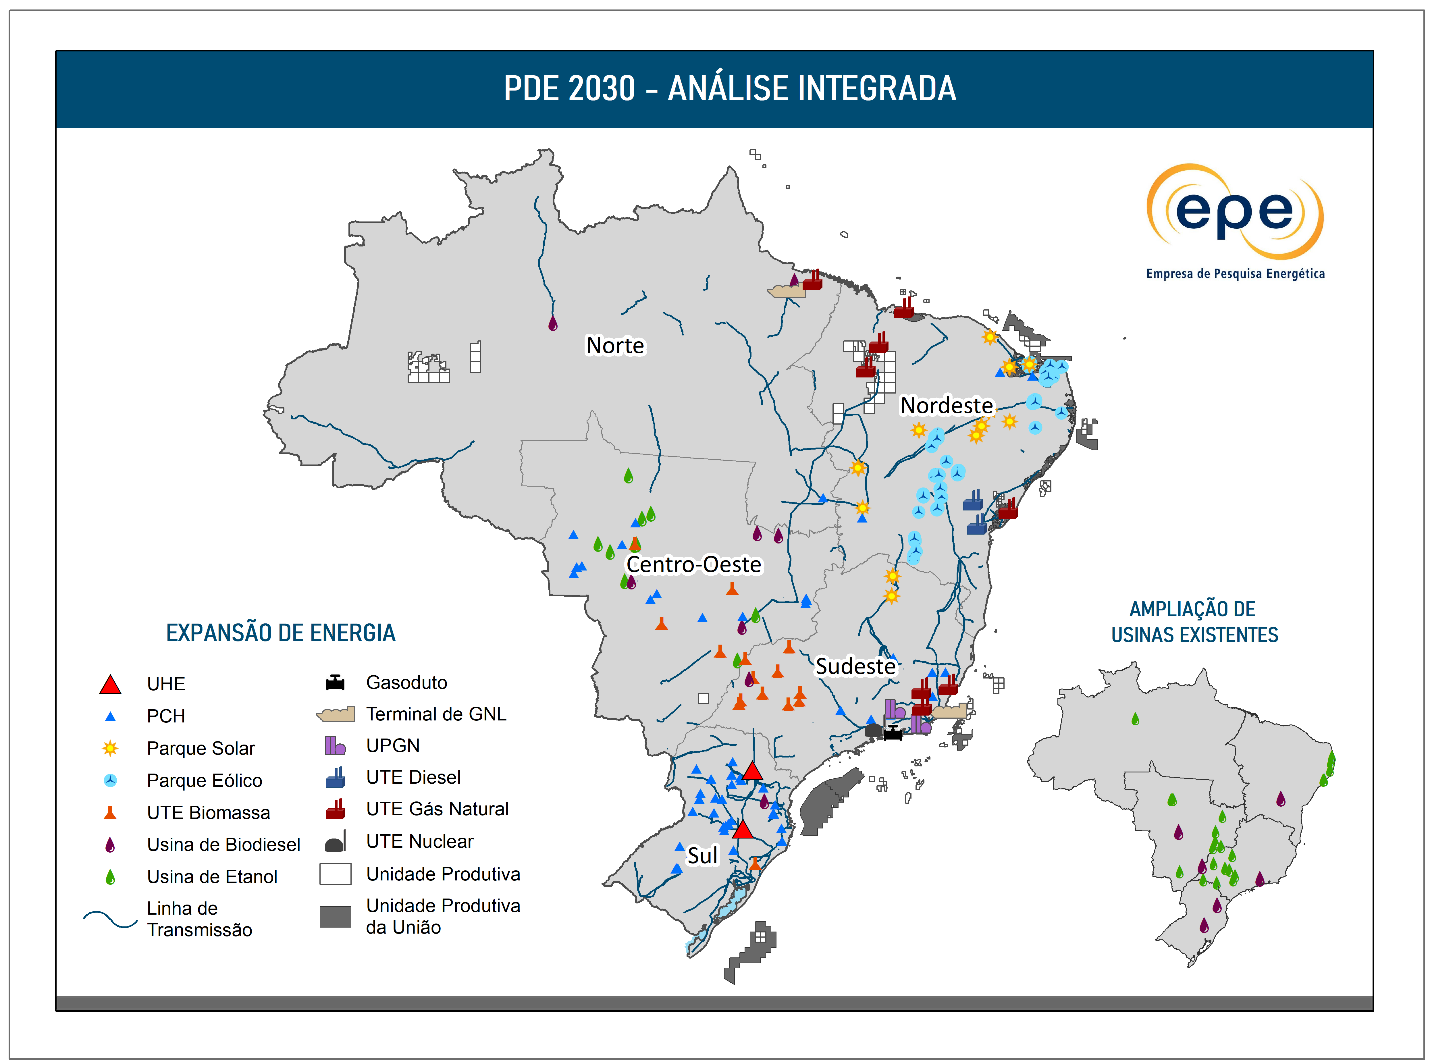 PDE 2030 - ANÁLISE INTEGRADA
epe
Empresa de Pesquisa Energética
Norte
Nordeste
Centro-Oeste
Sudeste
Sul
EXPANSÃO DE ENERGIA
UHE
PCH
Parque Solar
Parque Eólico
UTE Biomassa
Usina de Biodiesel
Usina de Etanol
Linha de
Transmissão
Gasoduto
Terminal de GNL
UPGN
UTE Diesel
UTE Gás Natural
UTE Nuclear
Unidade Produtiva
Unidade Produtiva
da União
AMPLIAÇÃO DE
USINAS EXISTENTES